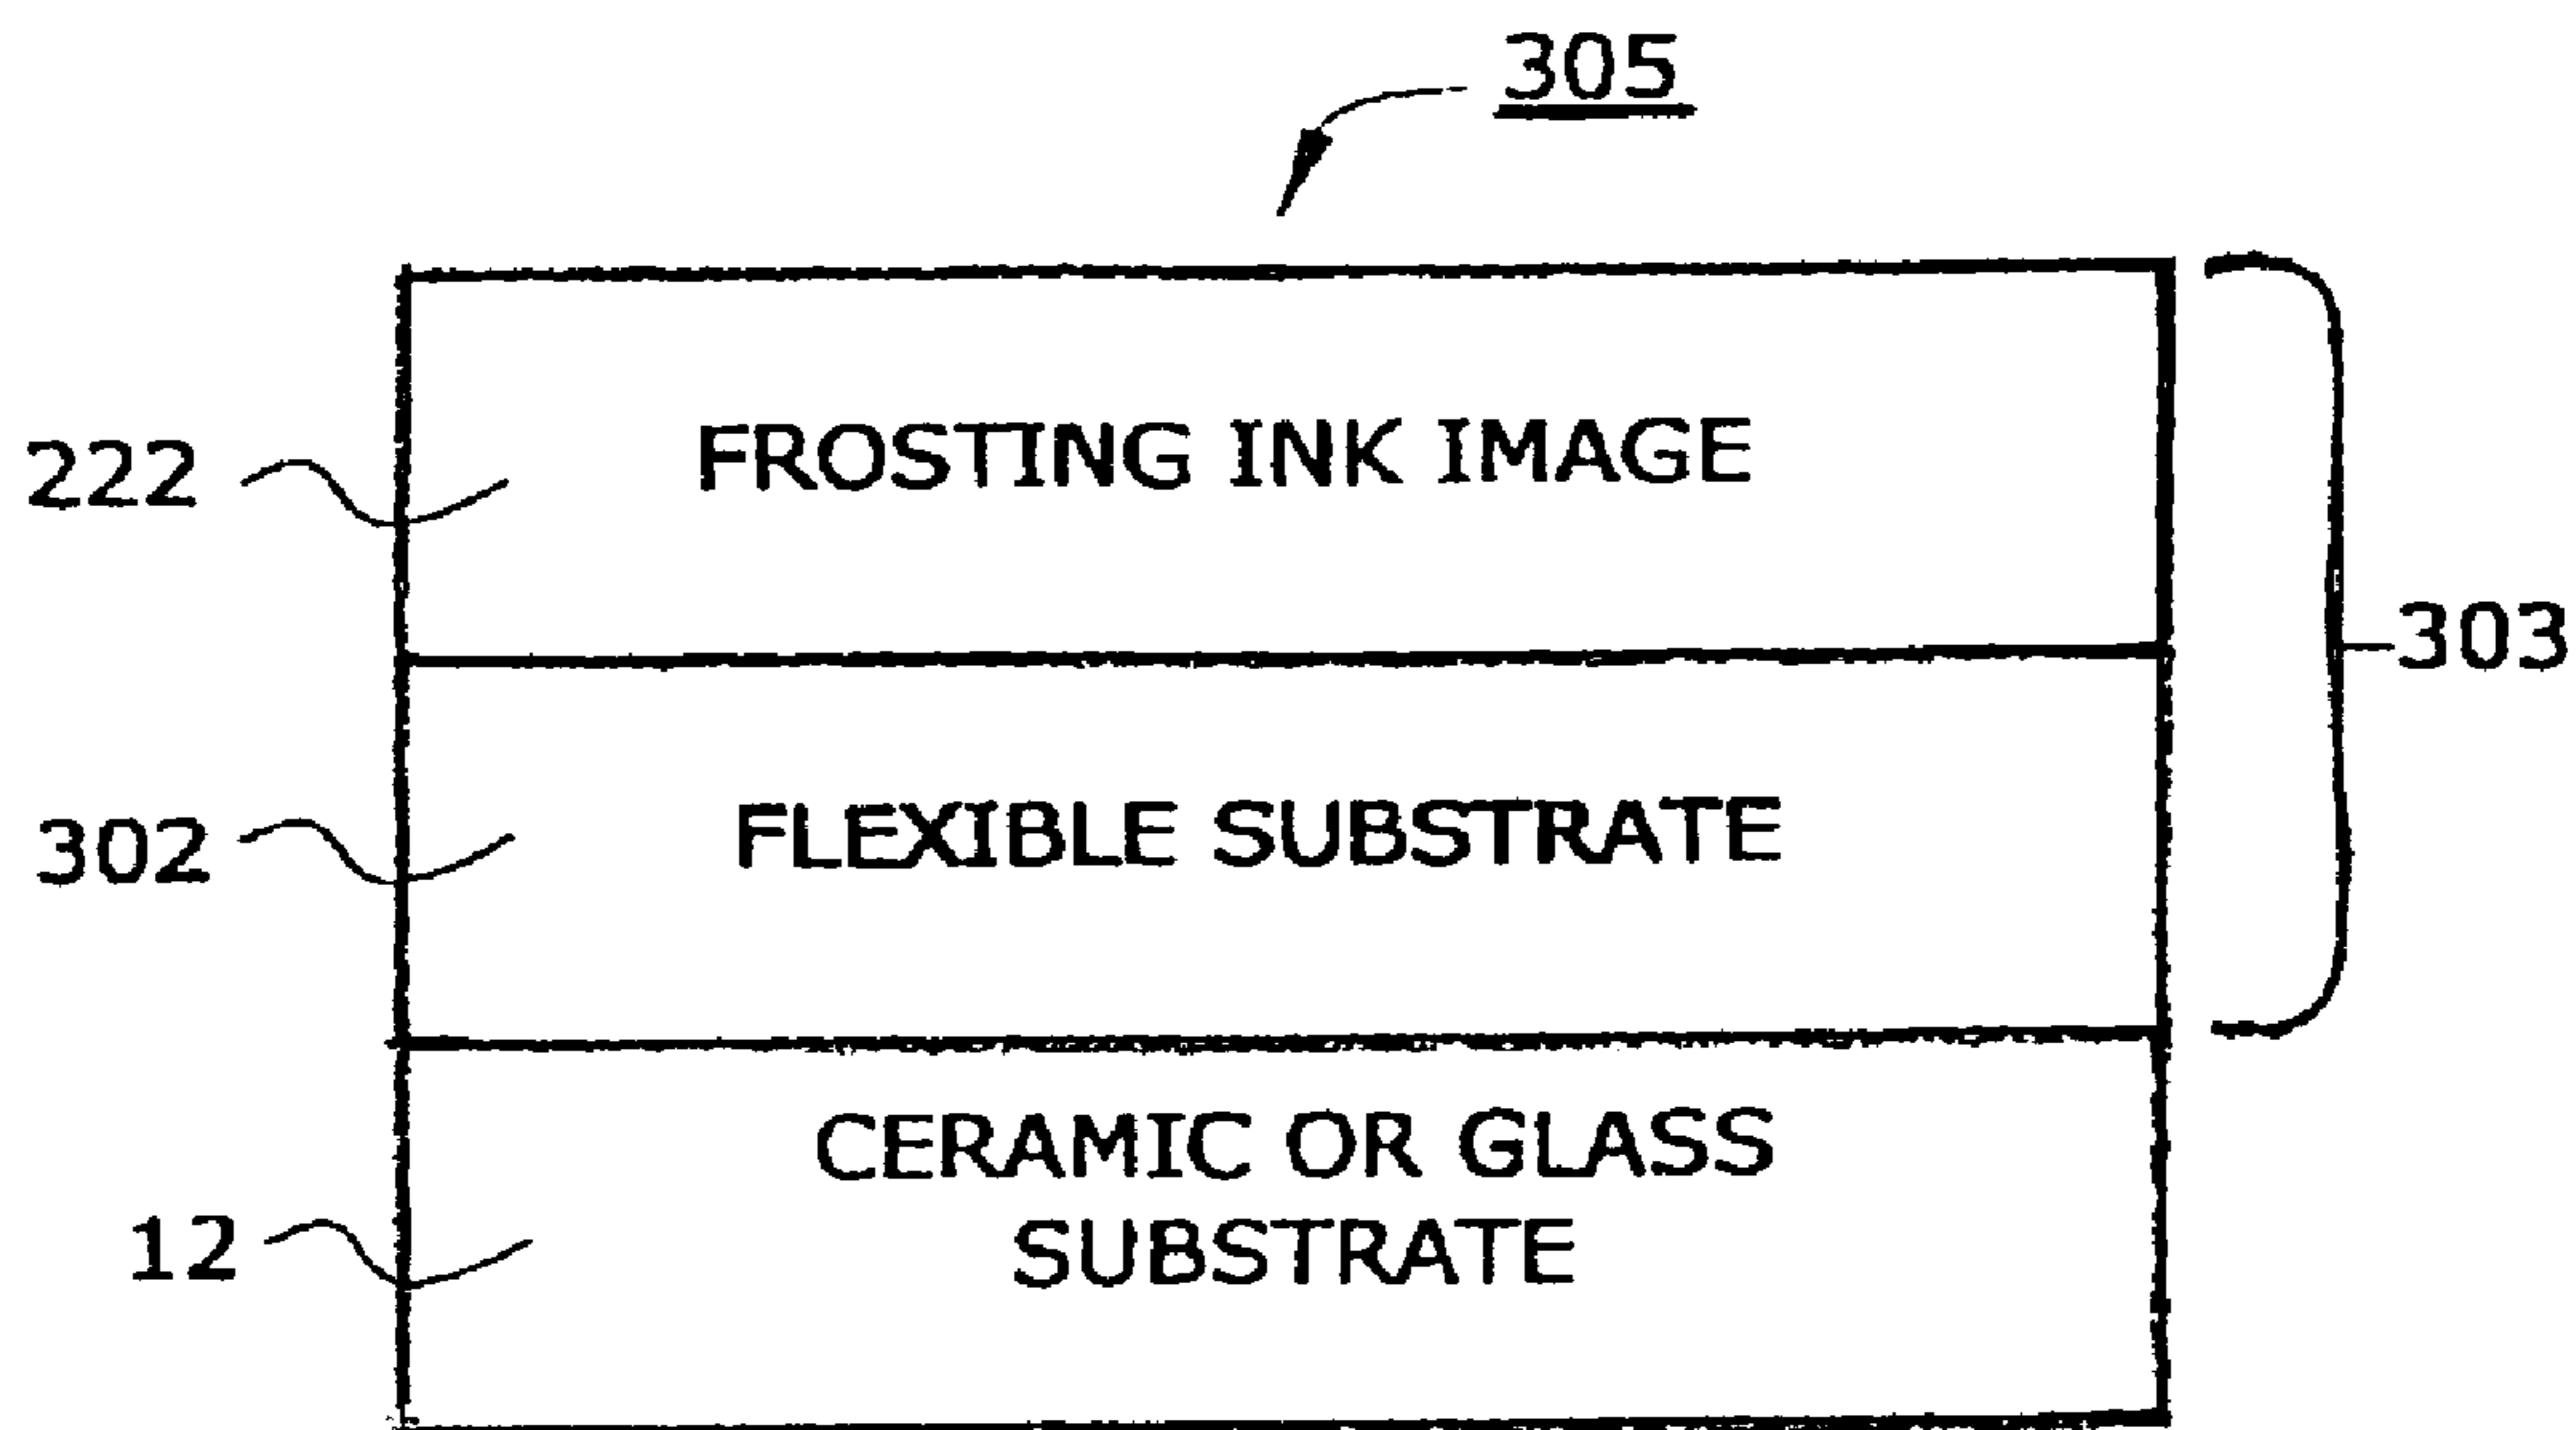 305
222
FROSTING INK IMAGE
303
302
FLEXIBLE SUBSTRATE
CERAMIC OR GLASS
12
SUBSTRATE